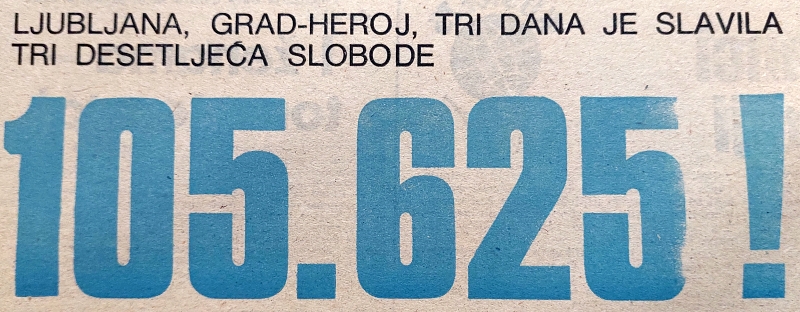 LJUBLJANA, GRAD-HEROJ, TRI DANA JE SLAVILA
TRI DESETLJEĆA SLOBODE
105.625!